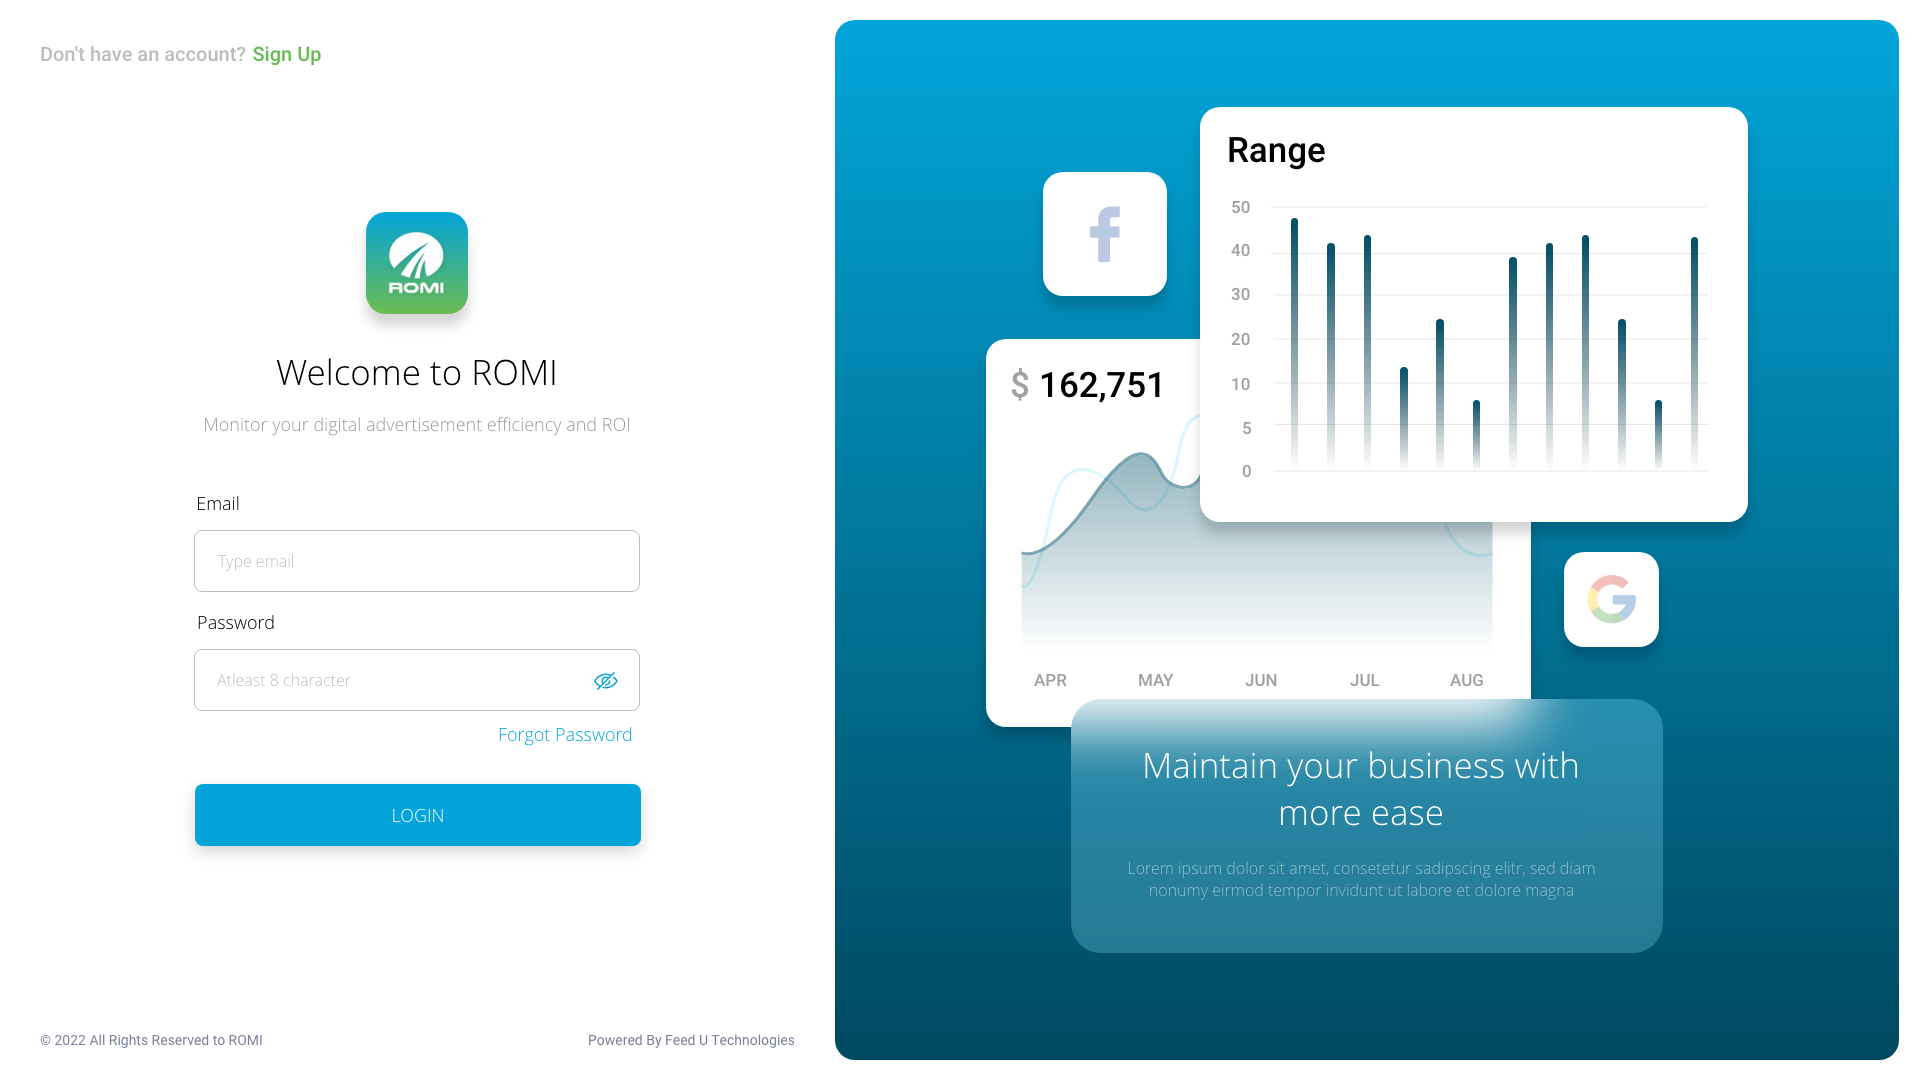 Don't have an account? Sign Up
ROMI
Welcome to ROMI
Monitor your digital advertisement efficiency and ROI
Email
Type email
Password
Atleast 8 character
Forgot Password
LOGIN
© 2022 All Rights Reserved to ROMI
Powered By Feed U Technologies
Range
50
40
30
20
10
5
0
$ 162,751
APR MAY JUN JUL AUG
Maintain your business with
more ease
Lorem ipsum dolor sit amet, consetetur sadipscing elitr, sed diam
nonumy eirmod tempor invidunt ut labore et dolore magna